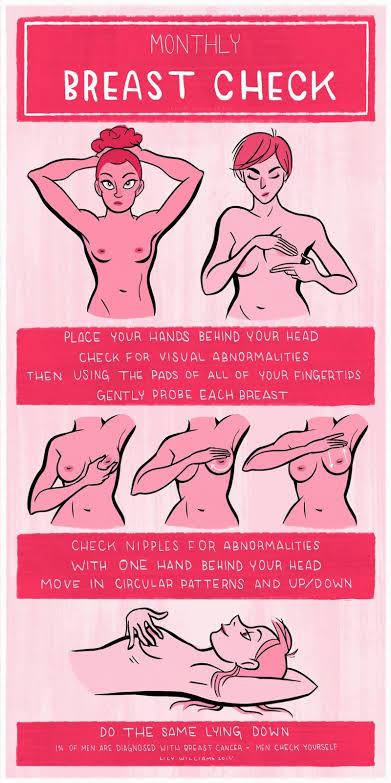 MONTHLY
BREAST CHECK
PLACE YOUR HANDS BEHIND YOUR HEAD
CHECK FOR VISUAL ABNORMALITIES
THEN USING THE PADS OF ALL OF YOUR FINGERTIPS
GENTLY PROBE EACH BREAST
CHECK NIPPLES FOR ABNORMALITIES
WITH ONE HAND BEHIND YOUR HEAD
MOVE IN CIRCULAR PATTERNS AND UP/DOWN
DO THE SAME LYING DOWN
1% OF MEN ARE DIAGNOSED WITH BREAST CANCER - MEN CHECK YOURSELF
LILY WILLIAMS 2015